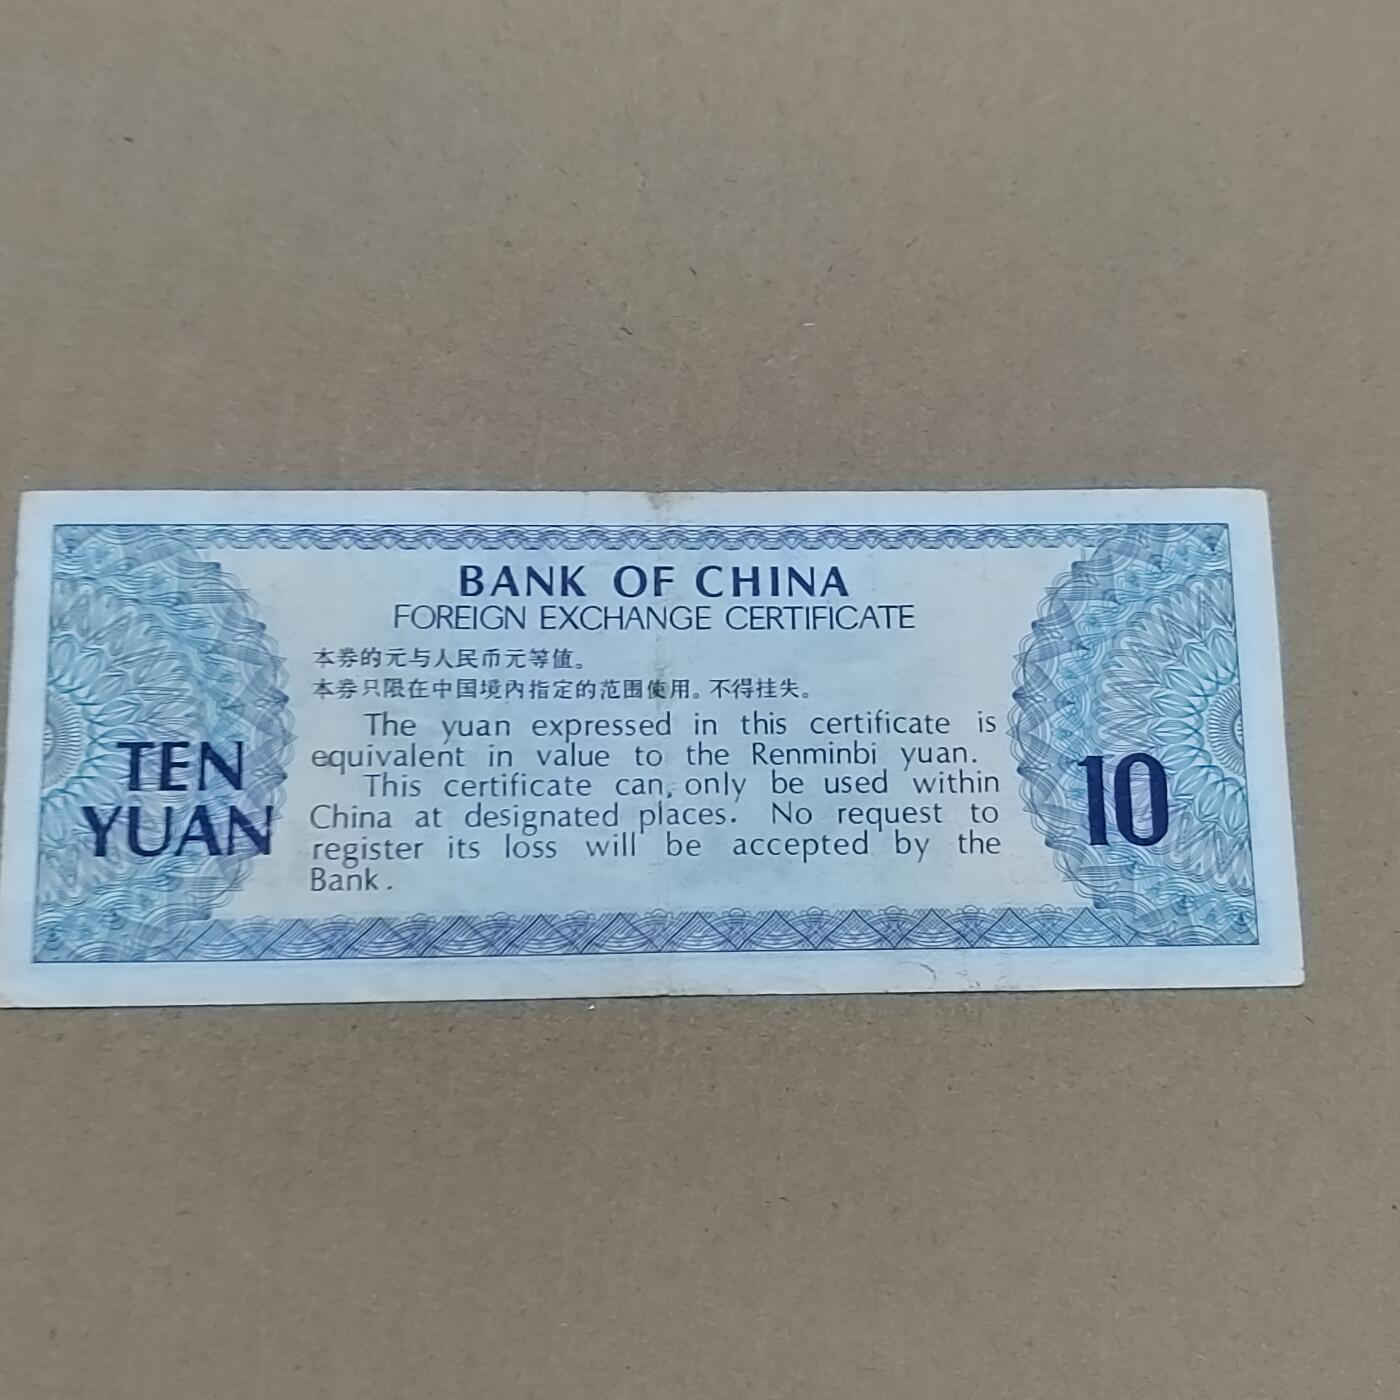 BANK OF CHINA
FOREIGN EXCHANGE CERTIFICATE
本券的元与人民币元等值。
本券只限在中国境内指定的范围使用。不得挂失。
The yuan expressed in this certificate is
equivalent in value to the Renminbi yuan.
This certificate can only be used within
China at designated places. No request to
register its loss will be accepted by the
Bank.
TEN
YUAN
10